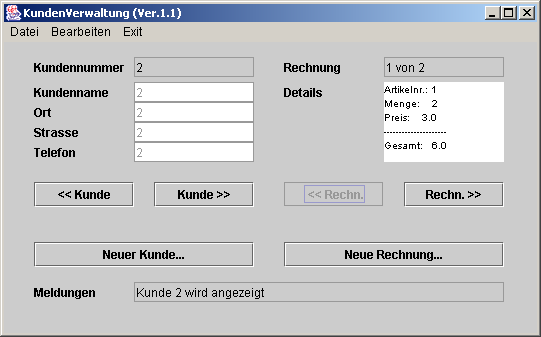 KundenVerwaltung (Ver.1.1)
Datei Bearbeiten Exit
Kundennummer 2
Kundenname 2
Ort 2
Strasse 2
Telefon 2
Rechnung 1 von 2
Details
Artikelnr.: 1
Menge: 2
Preis: 3.0
---------------------
Gesamt: 6.0
<< Kunde Kunde >> << Rechn. Rechn. >>
Neuer Kunde... Neue Rechnung...
Meldungen Kunde 2 wird angezeigt